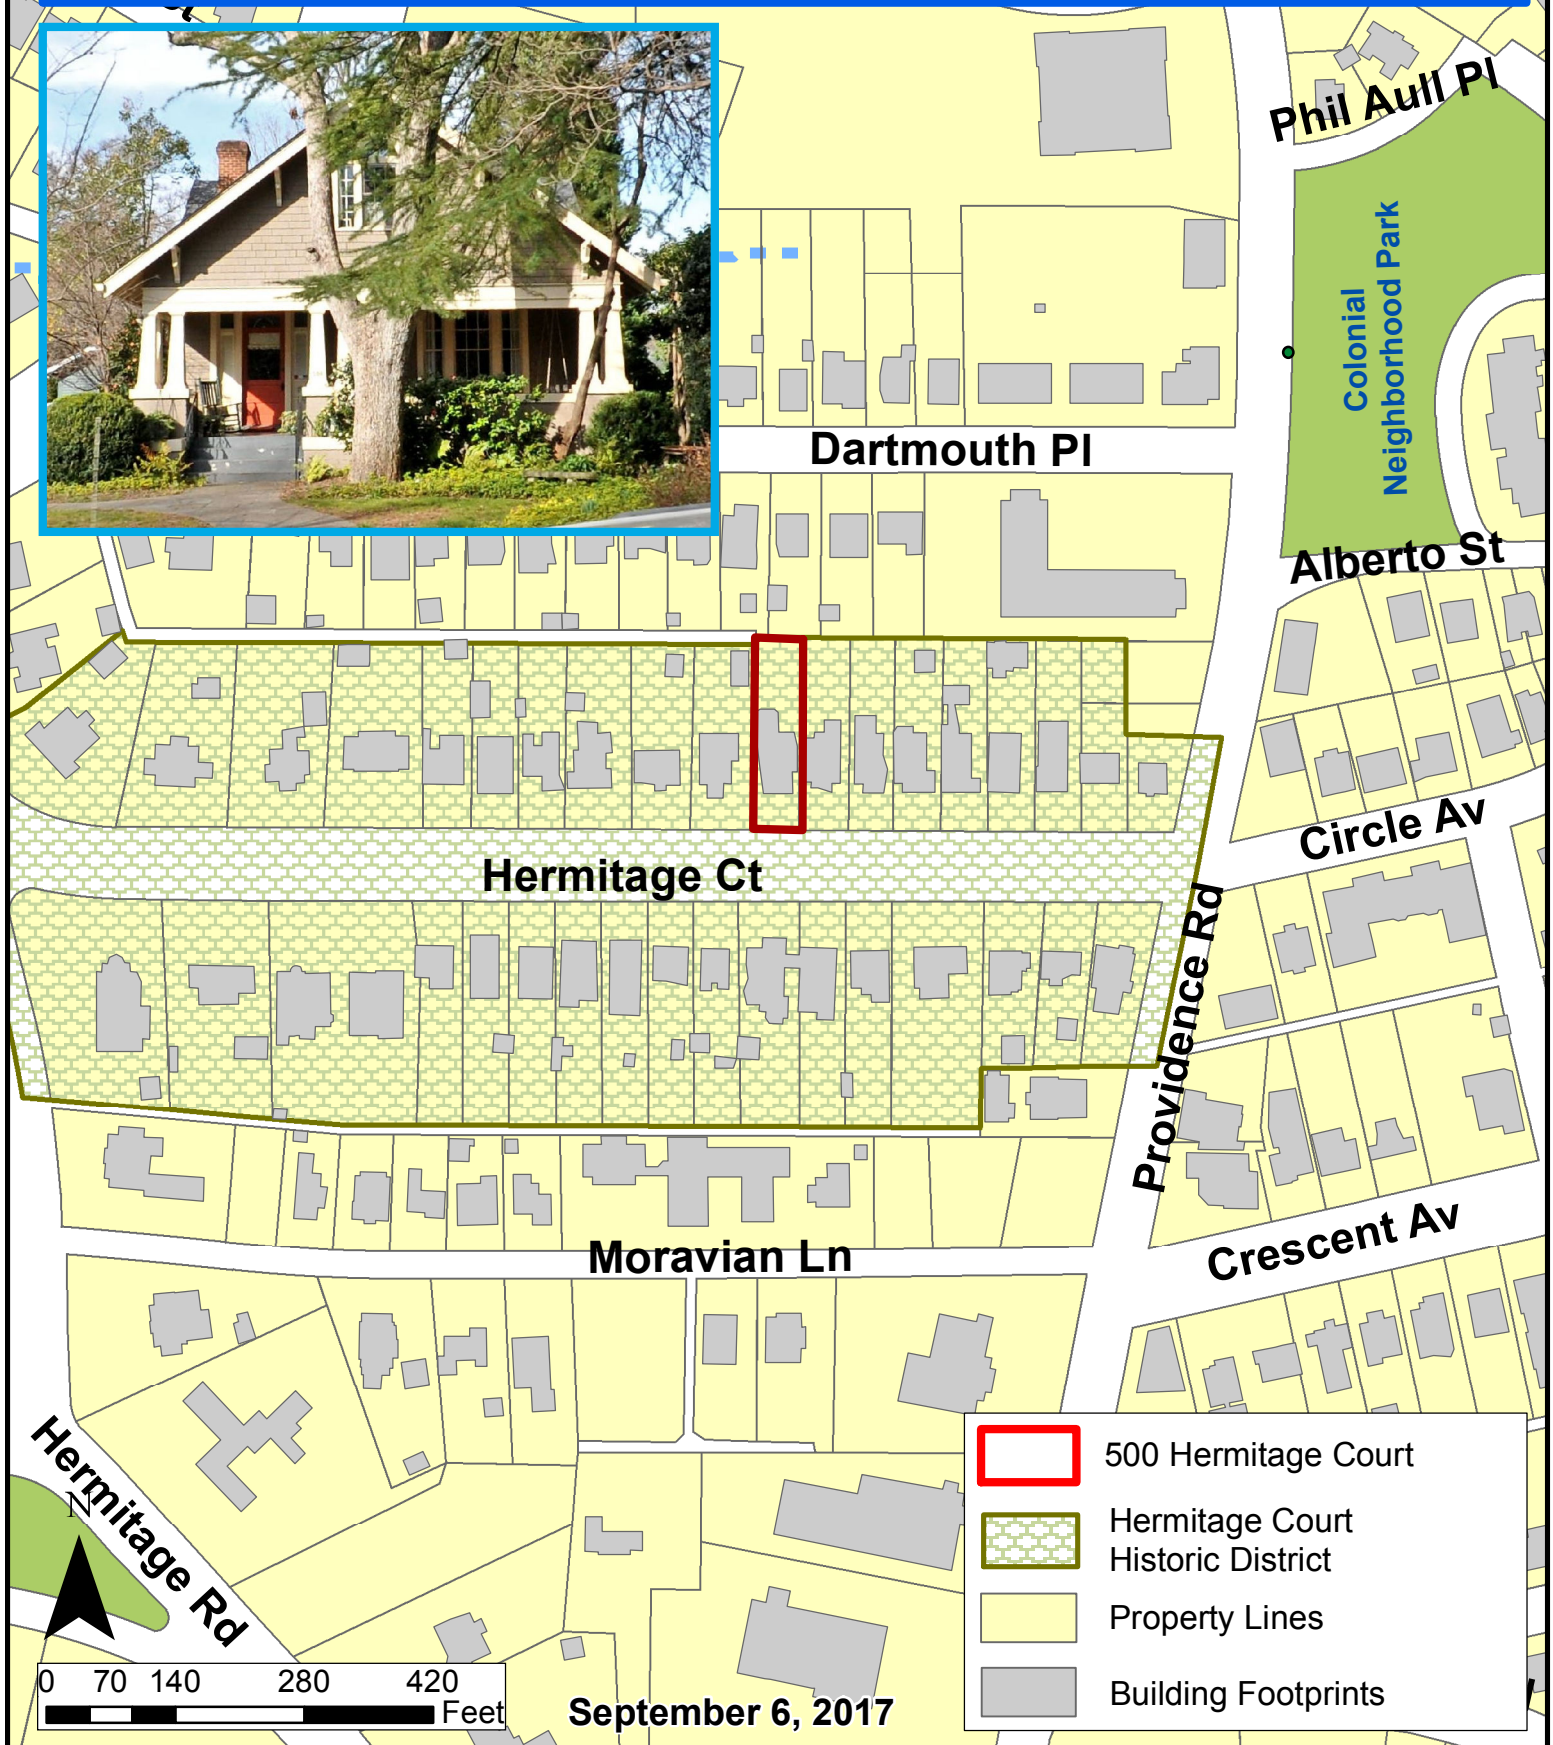 Phil Aull Pl
Colonial
Neighborhood Park
Dartmouth Pl
Alberto St
Circle Av
Hermitage Ct
Providence Rd
Crescent Av
Moravian Ln
Hermitage Rd
N
500 Hermitage Court
Hermitage Court
Historic District
Property Lines
Building Footprints
0 70 140 280 420
Feet
September 6, 2017